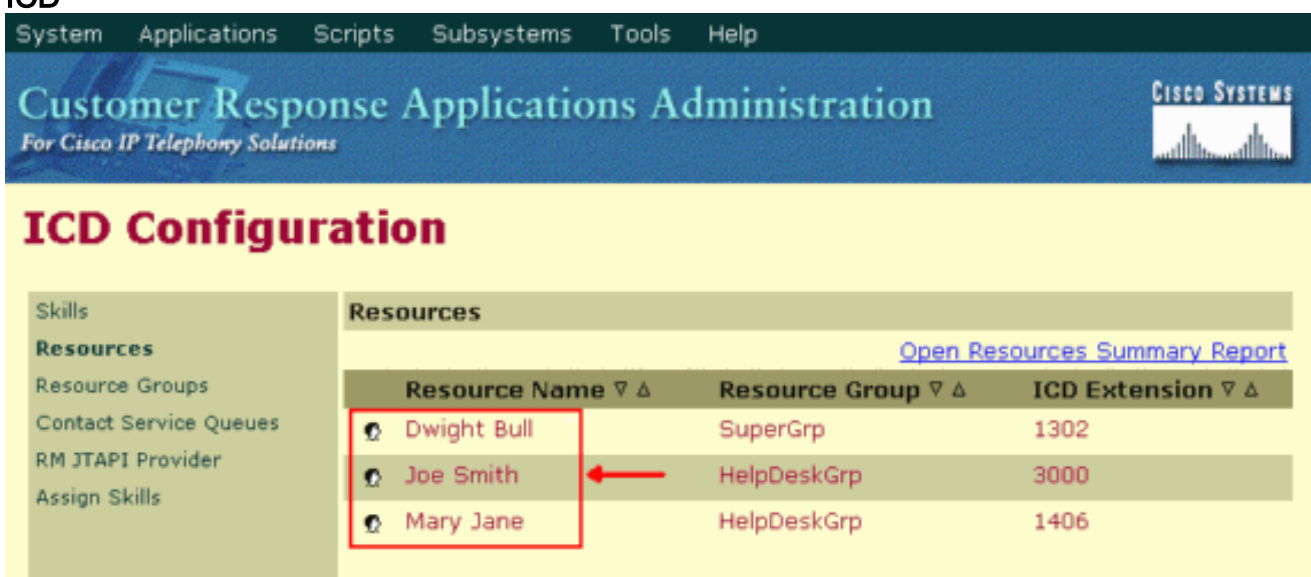 ICD
System Applications Scripts Subsystems Tools Help
Customer Response Applications Administration
For Cisco IP Telephony Solutions
CISCO SYSTEMS
ICD Configuration
Skills
Resources
Resource Groups
Contact Service Queues
RM JTAPI Provider
Assign Skills
Resources
Open Resources Summary Report
Resource Name ▽ △ Resource Group ▽ △ ICD Extension ▽ △
Dwight Bull SuperGrp 1302
Joe Smith HelpDeskGrp 3000
Mary Jane HelpDeskGrp 1406